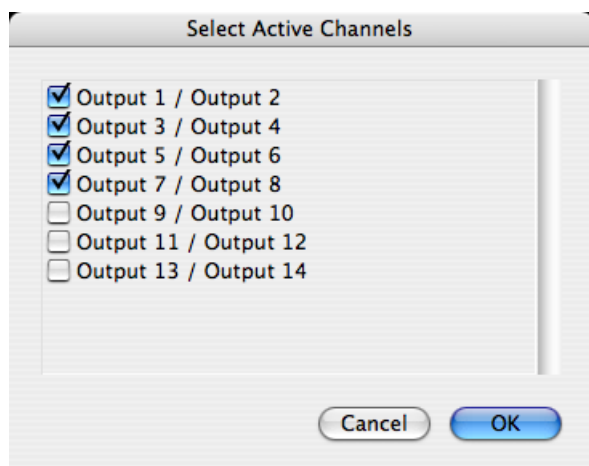 Select Active Channels
Output 1 / Output 2
Output 3 / Output 4
Output 5 / Output 6
Output 7 / Output 8
Output 9 / Output 10
Output 11 / Output 12
Output 13 / Output 14
Cancel OK